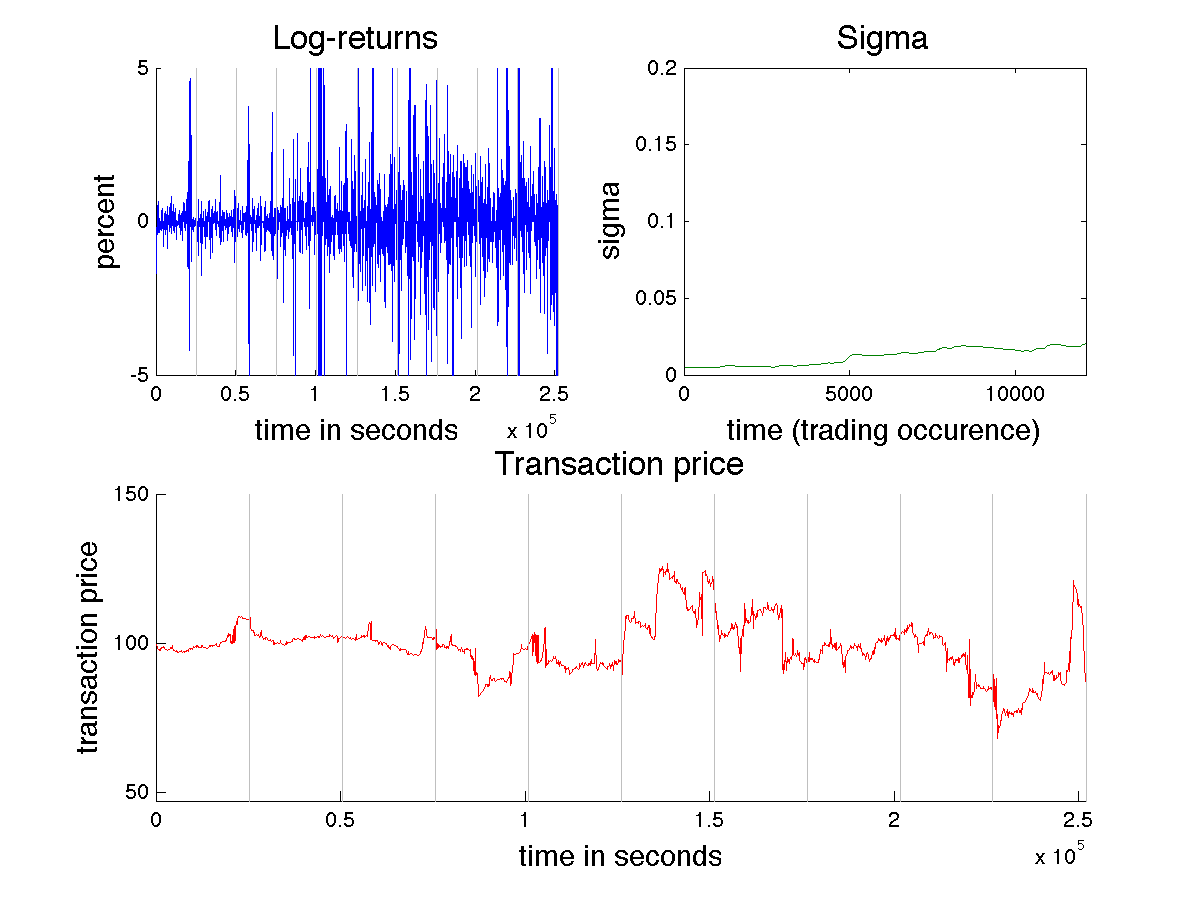 Log-returns
5
0
-5
percent
0
0.5
1
1.5
2
2.5
time in seconds
x 10^5
Sigma
0.2
0.15
0.1
0.05
0
sigma
0
5000
10000
time (trading occurence)
Transaction price
150
100
50
transaction price
0
0.5
1
1.5
2
2.5
time in seconds
x 10^5